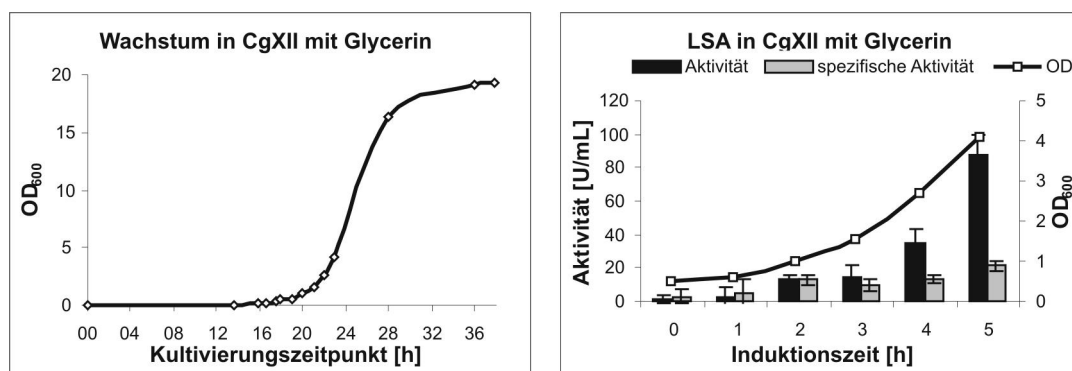 Wachstum in CgXII mit Glycerin
20
15
10
5
0
OD600
00 04 08 12 16 20 24 28 32 36
Kultivierungszeitpunkt [h]
LSA in CgXII mit Glycerin
Aktivität spezifische Aktivität OD
120 5
100 4
80 3
60
40 2
20 1
0 0
Aktivität [U/mL]
OD600
0 1 2 3 4 5
Induktionszeit [h]